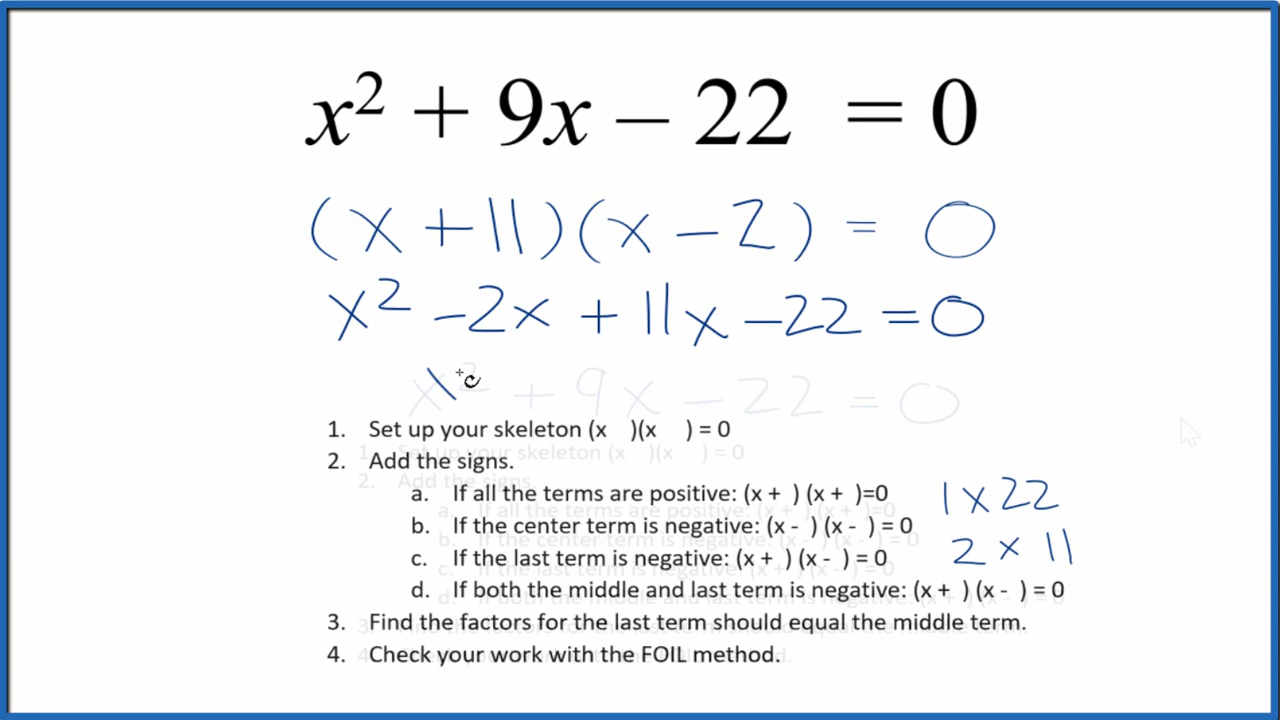 x² + 9x – 22 = 0
(x + 11)(x – 2) = 0
x² – 2x + 11x – 22 = 0
x² + 9x – 22 = 0
1. Set up your skeleton (x  )(x  ) = 0
2. Add the signs.
a. If all the terms are positive: (x +  ) (x +  )=0
1 x 22
b. If the center term is negative: (x -  ) (x -  ) = 0
2 x 11
c. If the last term is negative: (x +  ) (x -  ) = 0
d. If both the middle and last term is negative: (x +  ) (x -  ) = 0
3. Find the factors for the last term should equal the middle term.
4. Check your work with the FOIL method.